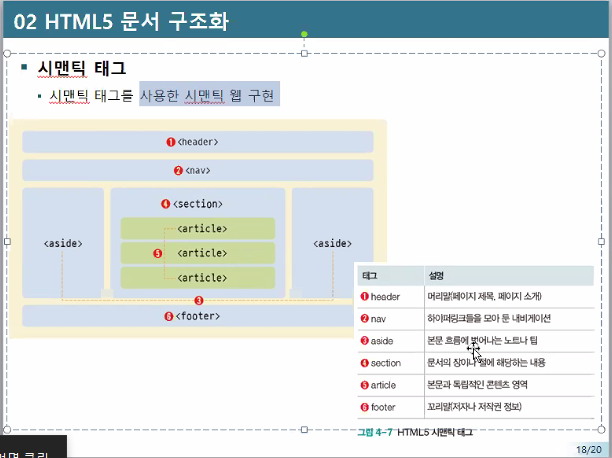 02 HTML5 문서 구조화
시맨틱 태그
시맨틱 태그를 사용한 시맨틱 웹 구현
❶ <header>
❷ <nav>
❹ <section>
<article>
<aside>
❺ <article>
<aside>
<article>
❸
❻ <footer>
태그 설명
❶ header 머리말(페이지 제목, 페이지 소개)
❷ nav 하이퍼링크들을 모아 둔 내비게이션
❸ aside 본문 흐름에 벗어나는 노트나 팁
❹ section 문서의 장이나 절에 해당하는 내용
❺ article 본문과 독립적인 콘텐츠 영역
❻ footer 꼬리말(저자나 저작권 정보)
그림 4-7 HTML5 시맨틱 태그
18/20